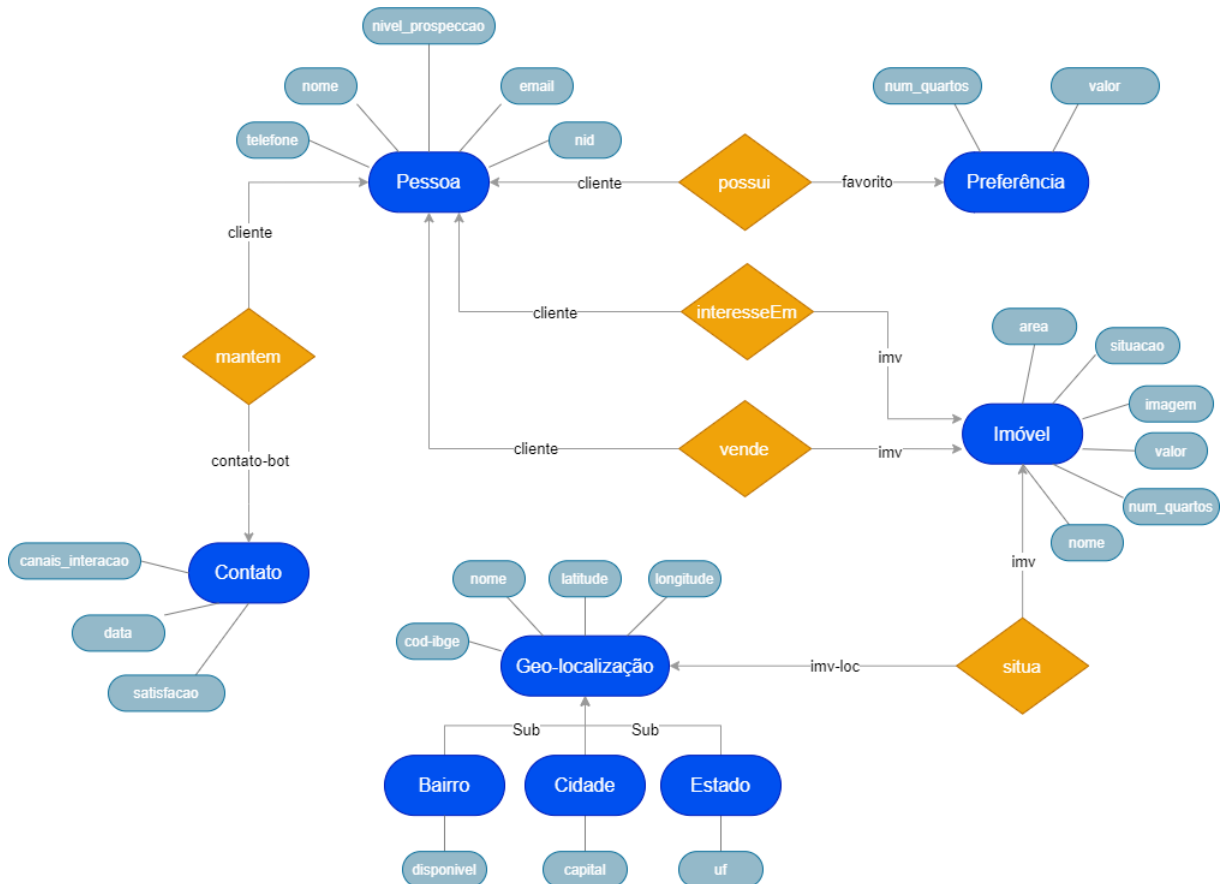 nivel_prospeccao
nome
email
num_quartos
valor
telefone
nid
Pessoa
cliente
possui
favorito
Preferência
cliente
cliente
interesseEm
area
situacao
mantem
imv
imagem
Imóvel
cliente
vende
imv
valor
contato-bot
num_quartos
nome
canais_interacao
Contato
imv
nome
latitude
longitude
data
cod-ibge
Geo-localização
imv-loc
situa
satisfacao
Sub
Sub
Bairro
Cidade
Estado
disponivel
capital
uf